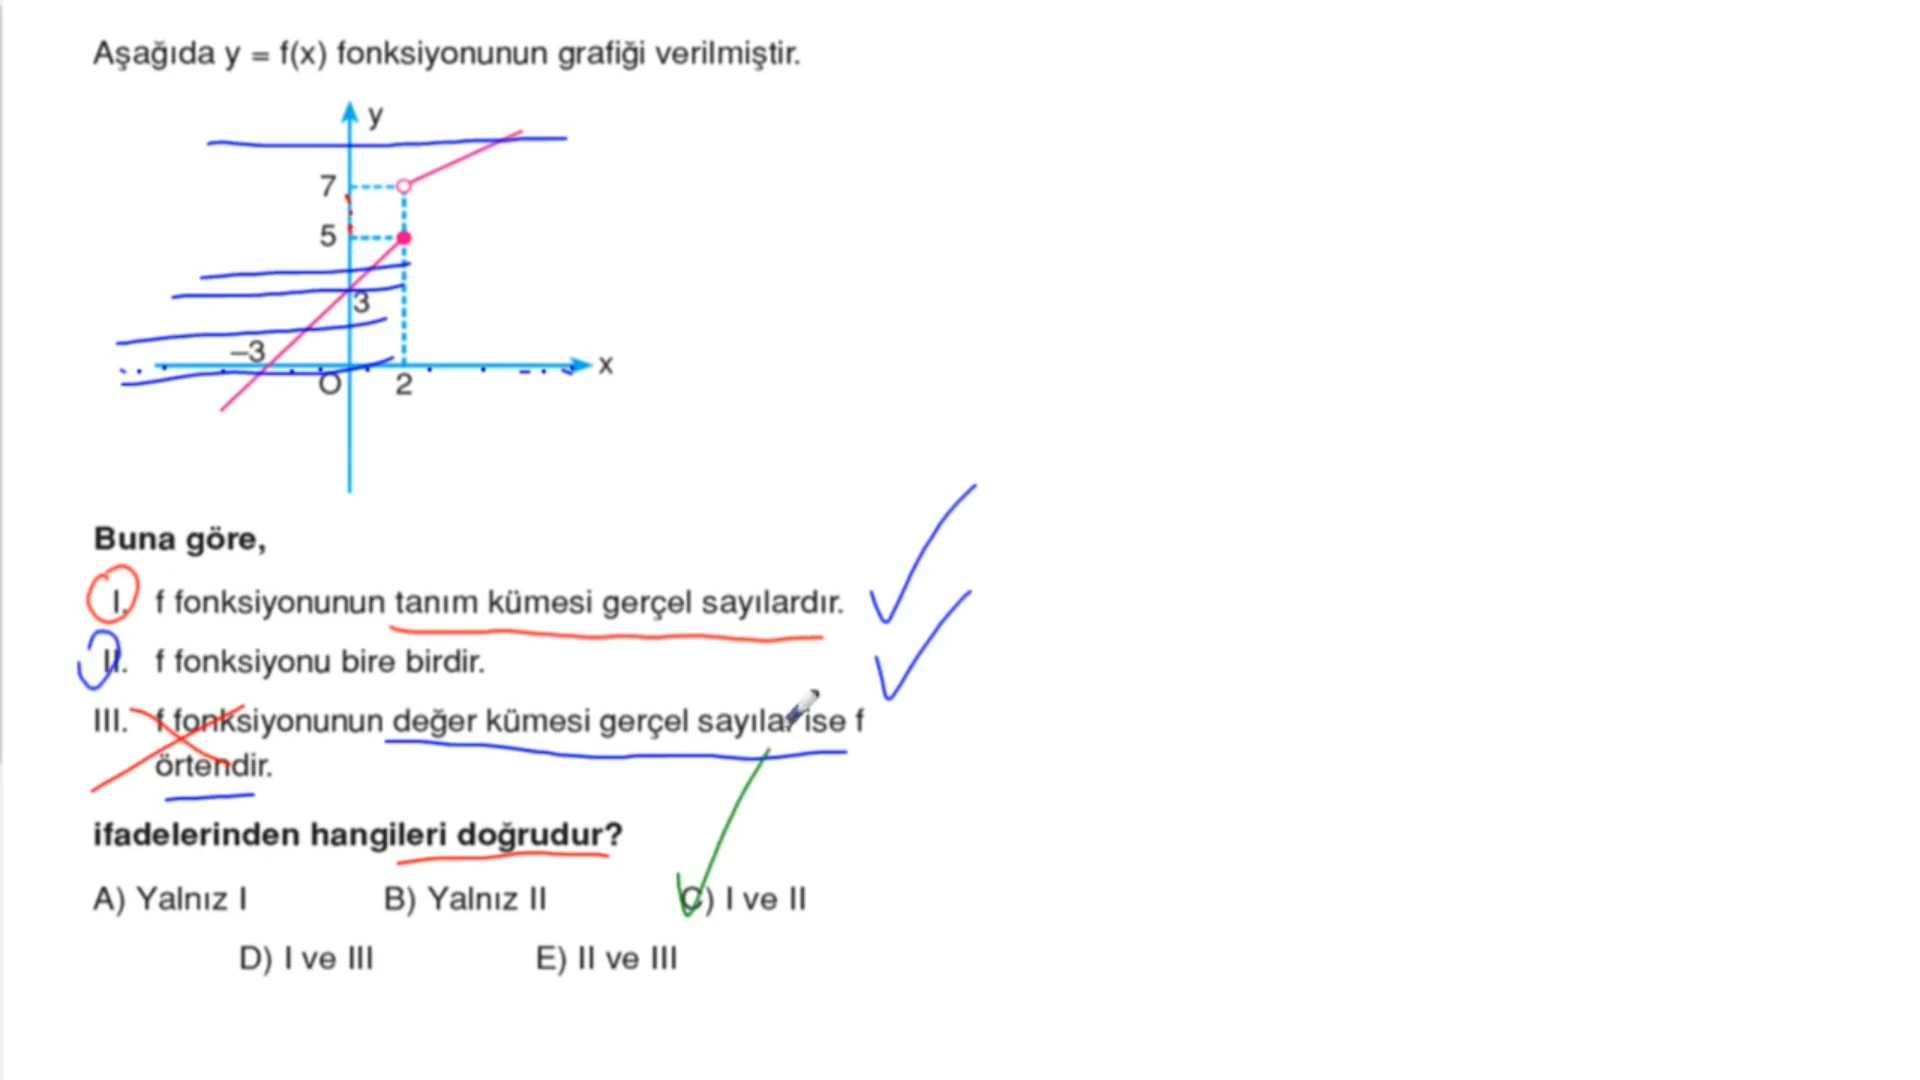 Aşağıda y = f(x) fonksiyonunun grafiği verilmiştir.
y
7
5
3
–3
x
O
2
Buna göre,
I. f fonksiyonunun tanım kümesi gerçel sayılardır.
II. f fonksiyonu bire birdir.
III. f fonksiyonunun değer kümesi gerçel sayılar ise f
örtendir.
ifadelerinden hangileri doğrudur?
A) Yalnız I B) Yalnız II C) I ve II
D) I ve III E) II ve III